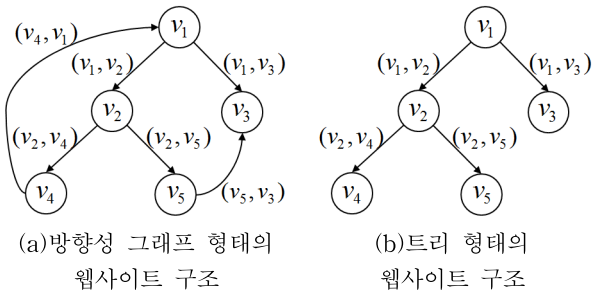 (v4,v1) v1 v1
(v1,v2) (v1,v3) (v1,v2) (v1,v3)
v2 v3 v2 v3
(v2,v4) (v2,v5) (v2,v4) (v2,v5)
v4 v5 (v5,v3) v4 v5
(a)방향성 그래프 형태의 (b)트리 형태의
웹사이트 구조 웹사이트 구조